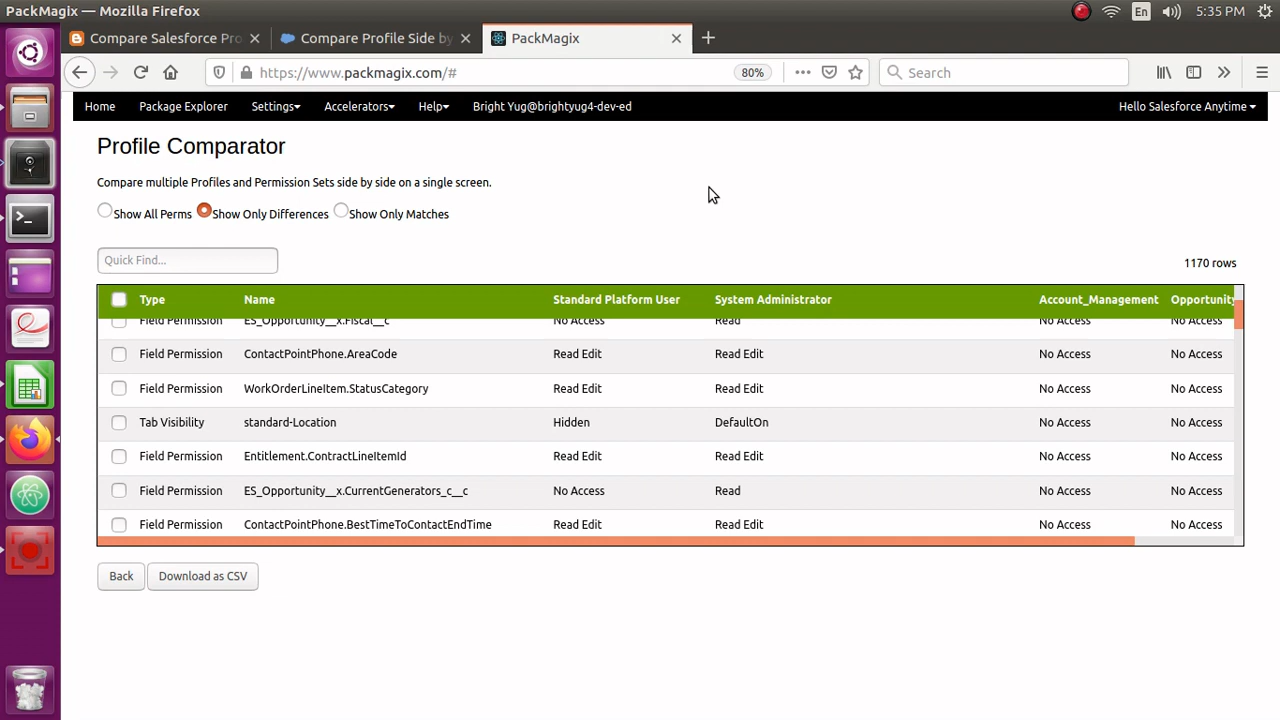 PackMagix — Mozilla Firefox
En
5:35 PM
Compare Salesforce Pro
Compare Profile Side by
PackMagix
https://www.packmagix.com/#
80%
Search
Home Package Explorer Settings Accelerators Help Bright Yug@brightyug4-dev-ed Hello Salesforce Anytime
Profile Comparator
Compare multiple Profiles and Permission Sets side by side on a single screen.
Show All Perms Show Only Differences Show Only Matches
Quick Find...
1170 rows
Type Name Standard Platform User System Administrator Account_Management Opportunity
Field Permission ES_Opportunity__x.Fiscal__c No Access Read No Access No Access
Field Permission ContactPointPhone.AreaCode Read Edit Read Edit No Access No Access
Field Permission WorkOrderLineItem.StatusCategory Read Edit Read Edit No Access No Access
Tab Visibility standard-Location Hidden DefaultOn No Access No Access
Field Permission Entitlement.ContractLineItemId Read Edit Read Edit No Access No Access
Field Permission ES_Opportunity__x.CurrentGenerators_c__c No Access Read No Access No Access
Field Permission ContactPointPhone.BestTimeToContactEndTime Read Edit Read Edit No Access No Access
Back Download as CSV